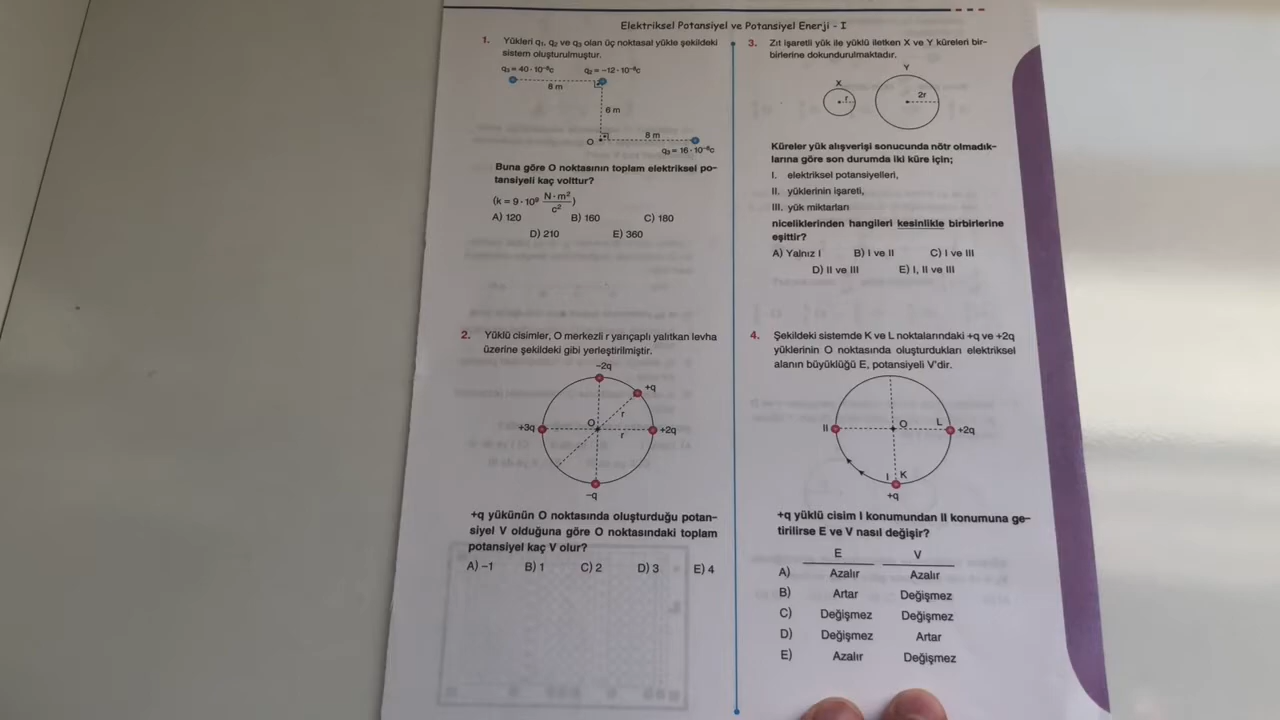 Elektriksel Potansiyel ve Potansiyel Enerji - I
1. Yükleri q₁, q₂ ve q₃ olan üç noktasal yükle şekildeki
sistem oluşturulmuştur.
q₃ = 40 · 10⁻⁸c q₂ = −12 · 10⁻⁸c
8 m
6 m
O 8 m
q₃ = 16 · 10⁻⁸c
Buna göre O noktasının toplam elektriksel po-
tansiyeli kaç volttur?
(k = 9 · 10⁹ N · m²/c²)
A) 120 B) 160 C) 180
D) 210 E) 360
2. Yüklü cisimler, O merkezli r yarıçaplı yalıtkan levha
üzerine şekildeki gibi yerleştirilmiştir.
−2q
+q
r
+3q O r +2q
−q
+q yükünün O noktasında oluşturduğu potan-
siyel V olduğuna göre O noktasındaki toplam
potansiyel kaç V olur?
A) −1 B) 1 C) 2 D) 3 E) 4
3. Zıt işaretli yük ile yüklü iletken X ve Y küreleri bir-
birlerine dokundurulmaktadır.
X Y
r 2r
Küreler yük alışverişi sonucunda nötr olmadık-
larına göre son durumda iki küre için;
I. elektriksel potansiyelleri,
II. yüklerinin işareti,
III. yük miktarları
niceliklerinden hangileri kesinlikle birbirlerine
eşittir?
A) Yalnız I B) I ve II C) I ve III
D) II ve III E) I, II ve III
4. Şekildeki sistemde K ve L noktalarındaki +q ve +2q
yüklerinin O noktasında oluşturdukları elektriksel
alanın büyüklüğü E, potansiyeli V'dir.
II O L +2q
I K
+q
+q yüklü cisim I konumundan II konumuna ge-
tirilirse E ve V nasıl değişir?
E V
A) Azalır Azalır
B) Artar Değişmez
C) Değişmez Değişmez
D) Değişmez Artar
E) Azalır Değişmez